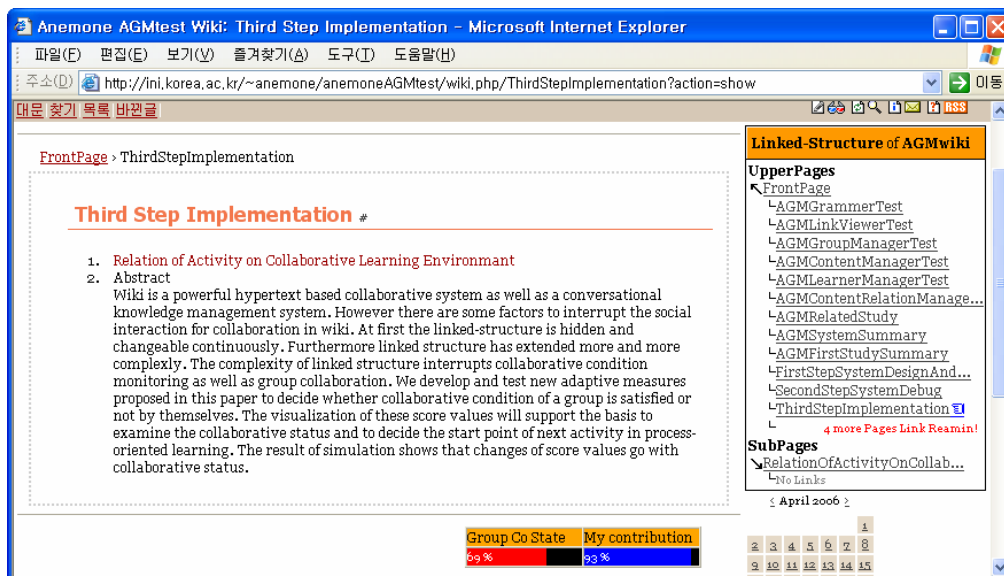 Anemone AGMtest Wiki: Third Step Implementation - Microsoft Internet Explorer
파일(F) 편집(E) 보기(V) 즐겨찾기(A) 도구(T) 도움말(H)
주소(D) http://ini.korea.ac.kr/~anemone/anemoneAGMtest/wiki.php/ThirdStepImplementation?action=show 이동
대문 찾기 목록 바뀐글 RSS
FrontPage › ThirdStepImplementation
Third Step Implementation #
1. Relation of Activity on Collaborative Learning Environmant
2. Abstract
Wiki is a powerful hypertext based collaborative system as well as a conversational
knowledge management system. However there are some factors to interrupt the social
interaction for collaboration in wiki. At first the linked-structure is hidden and
changeable continuously. Furthermore linked structure has extended more and more
complexly. The complexity of linked structure interrupts collaborative condition
monitoring as well as group collaboration. We develop and test new adaptive measures
proposed in this paper to decide whether collaborative condition of a group is satisfied or
not by themselves. The visualization of these score values will support the basis to
examine the collaborative status and to decide the start point of next activity in process-
oriented learning. The result of simulation shows that changes of score values go with
collaborative status.
Group Co State My contribution
69 % 93 %
Linked-Structure of AGMwiki
UpperPages
FrontPage
AGMGrammerTest
AGMLinkViewerTest
AGMGroupManagerTest
AGMContentManagerTest
AGMLearnerManagerTest
AGMContentRelationManage...
AGMRelatedStudy
AGMSystemSummary
AGMFirstStudySummary
FirstStepSystemDesignAnd...
SecondStepSystemDebug
ThirdStepImplementation
4 more Pages Link Reamin!
SubPages
RelationOfActivityOnCollab...
No Links
< April 2006 >
1
2 3 4 5 6 7 8
9 10 11 12 13 14 15